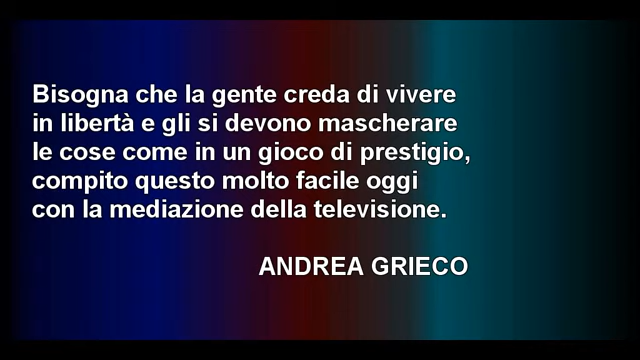 Bisogna che la gente creda di vivere
in libertà e gli si devono mascherare
le cose come in un gioco di prestigio,
compito questo molto facile oggi
con la mediazione della televisione.
ANDREA GRIECO